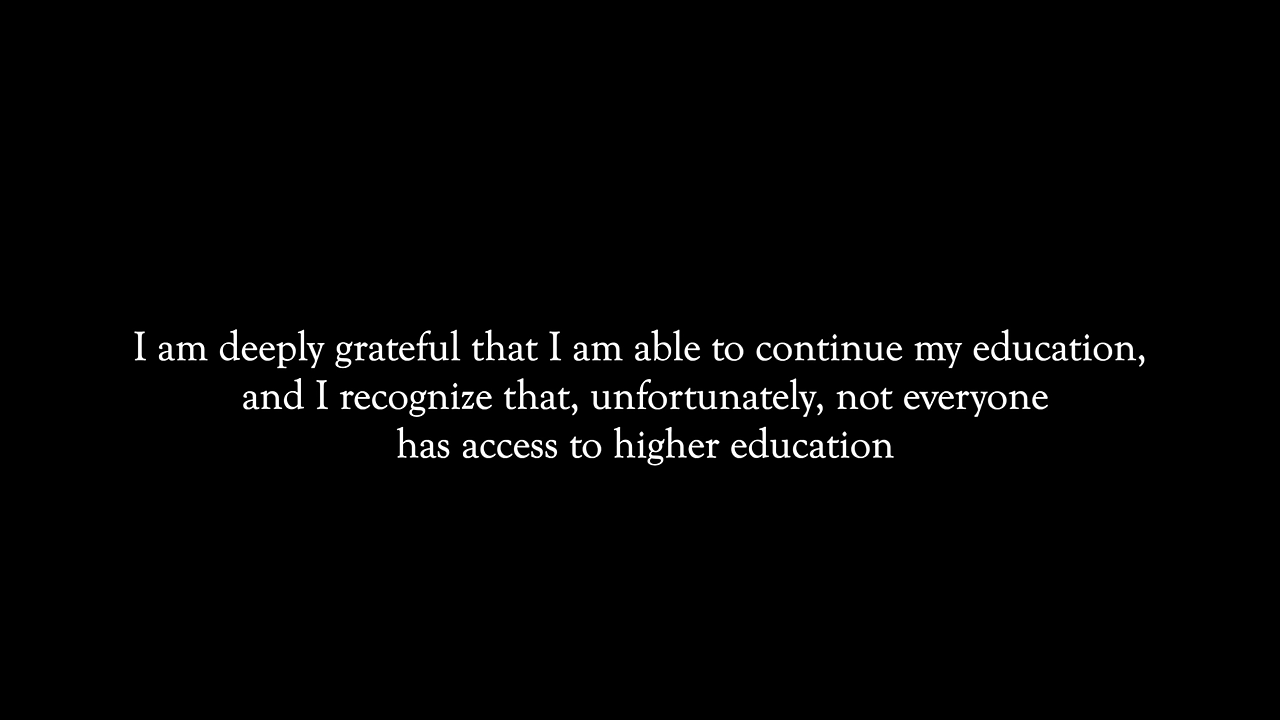 I am deeply grateful that I am able to continue my education,
and I recognize that, unfortunately, not everyone
has access to higher education